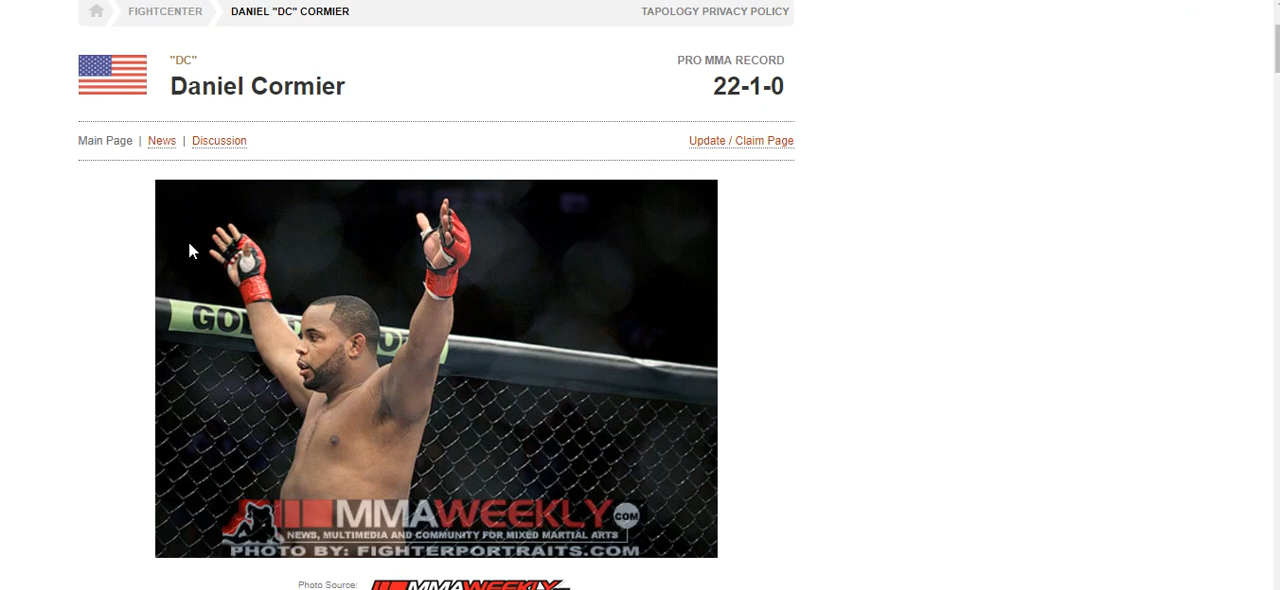 FIGHTCENTER DANIEL "DC" CORMIER TAPOLOGY PRIVACY POLICY
"DC" PRO MMA RECORD
Daniel Cormier 22-1-0
Main Page | News | Discussion Update / Claim Page
MMAWEEKLY COM
NEWS, MULTIMEDIA AND COMMUNITY FOR MIXED MARTIAL ARTS
PHOTO BY: FIGHTERPORTRAITS.COM
Photo Source: MMAWEEKLY